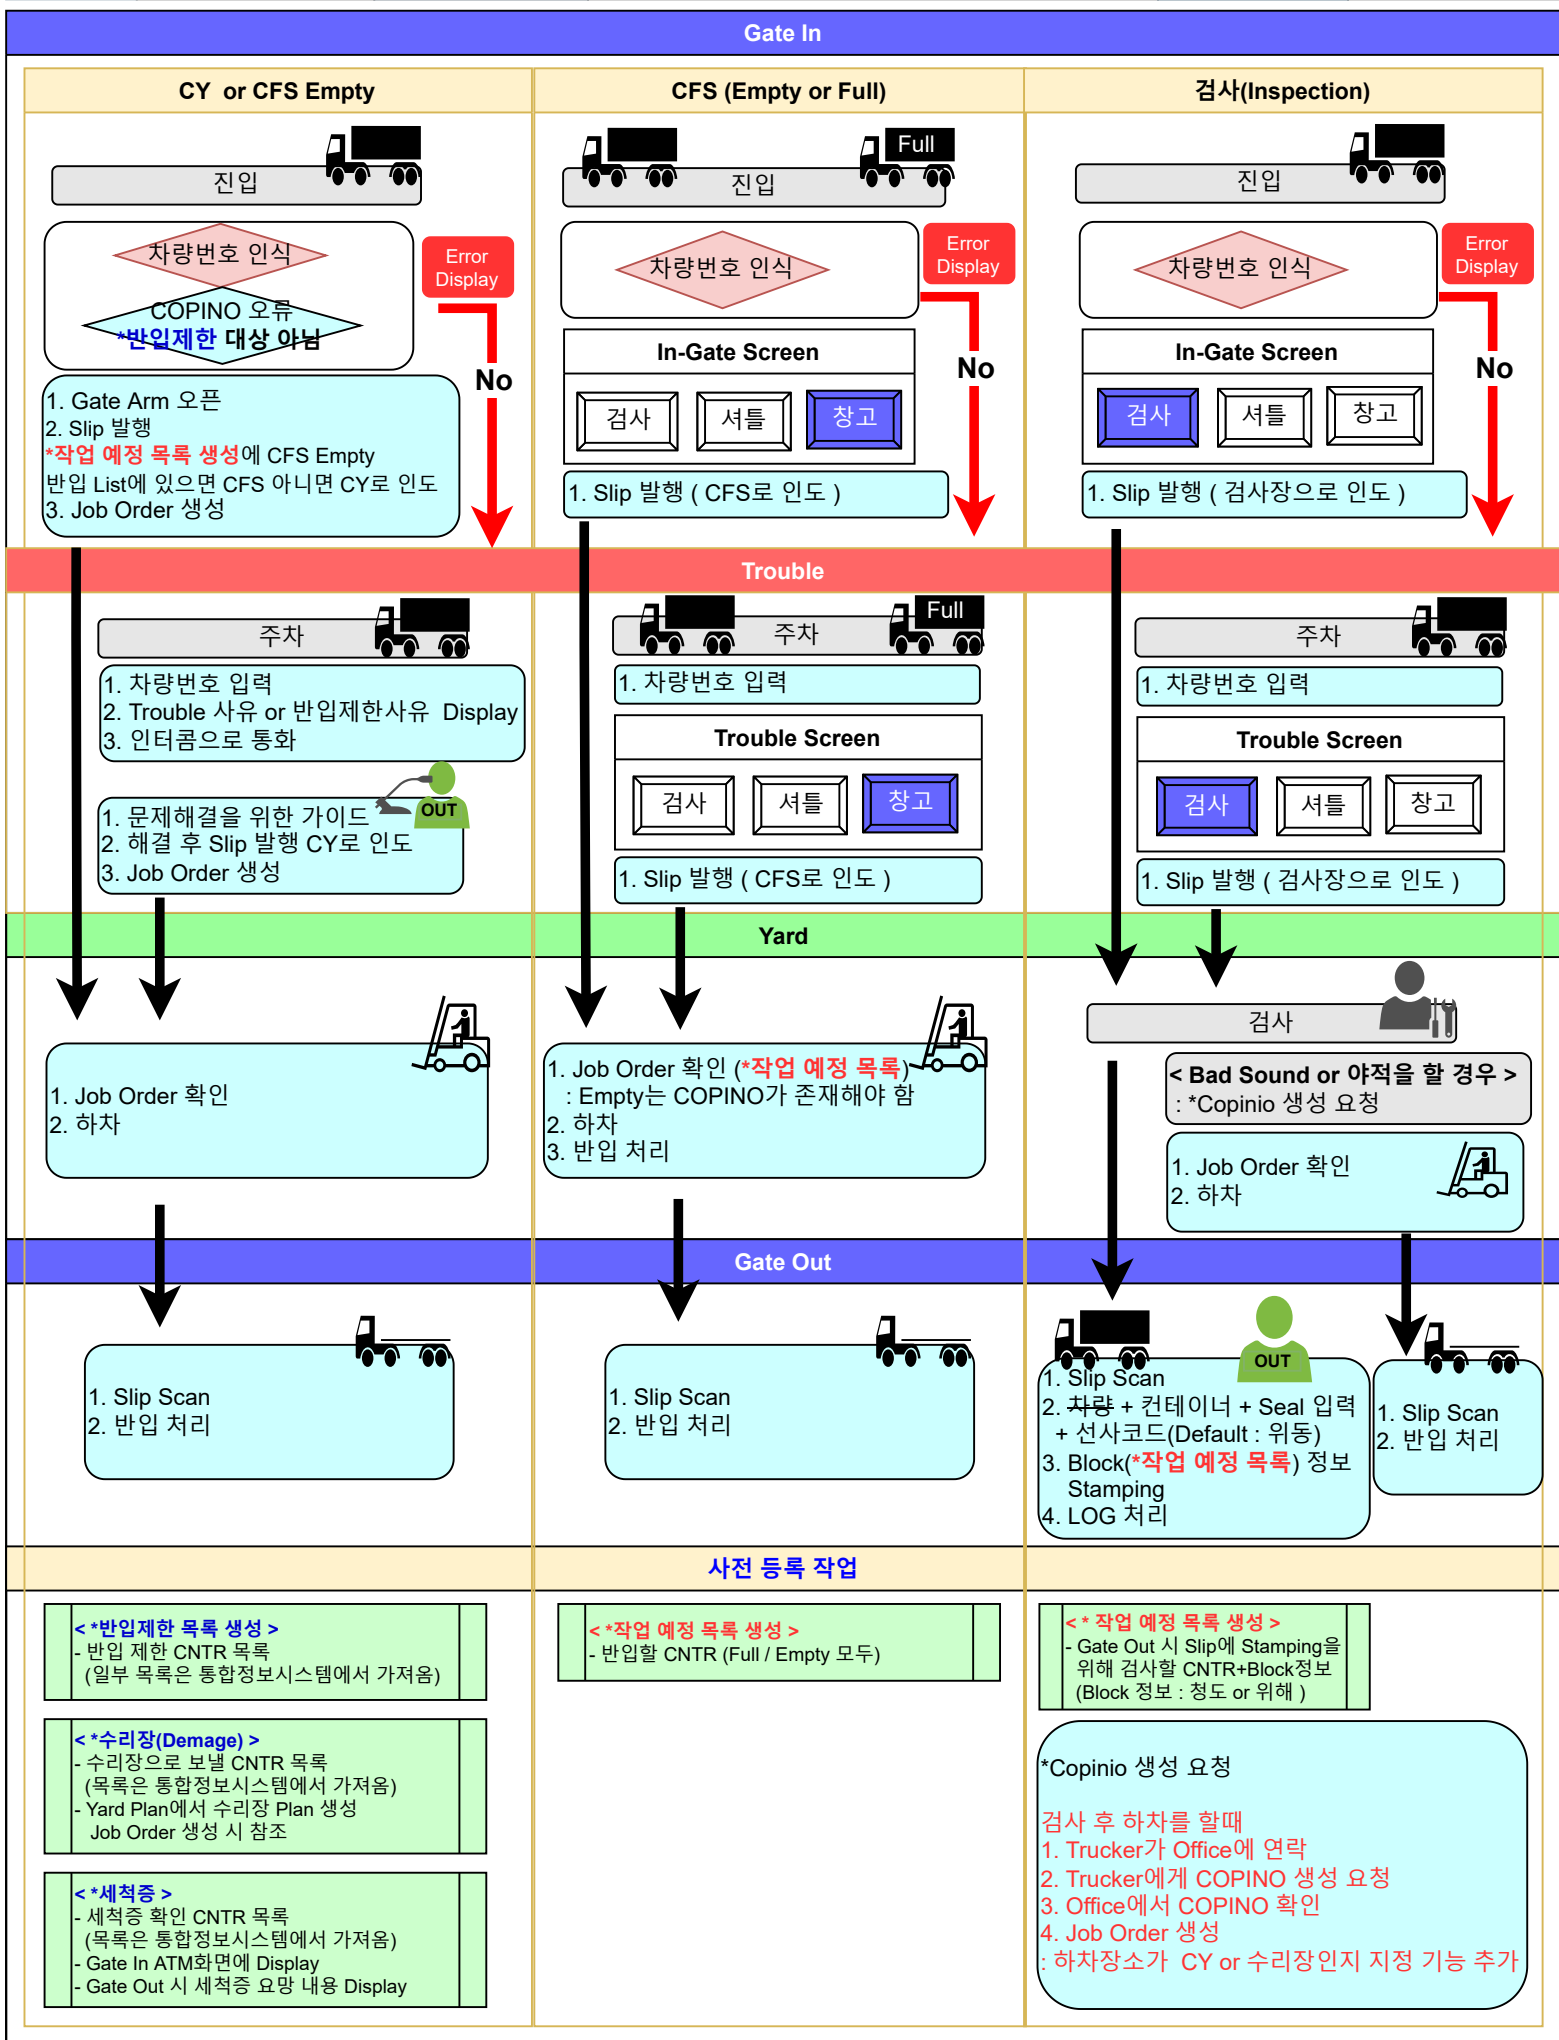 Gate In
CY or CFS Empty
CFS (Empty or Full)
검사(Inspection)
진입
진입
Full
진입
차량번호 인식
COPINO 오류
*반입제한 대상 아님
Error
Display
No
차량번호 인식
Error
Display
No
차량번호 인식
Error
Display
No
1. Gate Arm 오픈
2. Slip 발행
*작업 예정 목록 생성에 CFS Empty
반입 List에 있으면 CFS 아니면 CY로 인도
3. Job Order 생성
In-Gate Screen
검사 셔틀 창고
1. Slip 발행 ( CFS로 인도 )
In-Gate Screen
검사 셔틀 창고
1. Slip 발행 ( 검사장으로 인도 )
Trouble
주차
1. 차량번호 입력
2. Trouble 사유 or 반입제한사유 Display
3. 인터콤으로 통화
OUT
1. 문제해결을 위한 가이드
2. 해결 후 Slip 발행 CY로 인도
3. Job Order 생성
주차
Full
1. 차량번호 입력
Trouble Screen
검사 셔틀 창고
1. Slip 발행 ( CFS로 인도 )
주차
1. 차량번호 입력
Trouble Screen
검사 셔틀 창고
1. Slip 발행 ( 검사장으로 인도 )
Yard
1. Job Order 확인
2. 하차
1. Job Order 확인 (*작업 예정 목록)
: Empty는 COPINO가 존재해야 함
2. 하차
3. 반입 처리
검사
< Bad Sound or 야적을 할 경우 >
: *Copinio 생성 요청
1. Job Order 확인
2. 하차
Gate Out
1. Slip Scan
2. 반입 처리
1. Slip Scan
2. 반입 처리
OUT
1. Slip Scan
2. 차량 + 컨테이너 + Seal 입력
+ 선사코드(Default : 위동)
3. Block(*작업 예정 목록) 정보
Stamping
4. LOG 처리
1. Slip Scan
2. 반입 처리
사전 등록 작업
< *반입제한 목록 생성 >
- 반입 제한 CNTR 목록
(일부 목록은 통합정보시스템에서 가져옴)
< *수리장(Demage) >
- 수리장으로 보낼 CNTR 목록
(목록은 통합정보시스템에서 가져옴)
- Yard Plan에서 수리장 Plan 생성
Job Order 생성 시 참조
< *세척증 >
- 세척증 확인 CNTR 목록
(목록은 통합정보시스템에서 가져옴)
- Gate In ATM화면에 Display
- Gate Out 시 세척증 요망 내용 Display
< *작업 예정 목록 생성 >
- 반입할 CNTR (Full / Empty 모두)
< * 작업 예정 목록 생성 >
- Gate Out 시 Slip에 Stamping을
위해 검사할 CNTR+Block정보
(Block 정보 : 청도 or 위해 )
*Copinio 생성 요청
검사 후 하차를 할때
1. Trucker가 Office에 연락
2. Trucker에게 COPINO 생성 요청
3. Office에서 COPINO 확인
4. Job Order 생성
: 하차장소가 CY or 수리장인지 지정 기능 추가